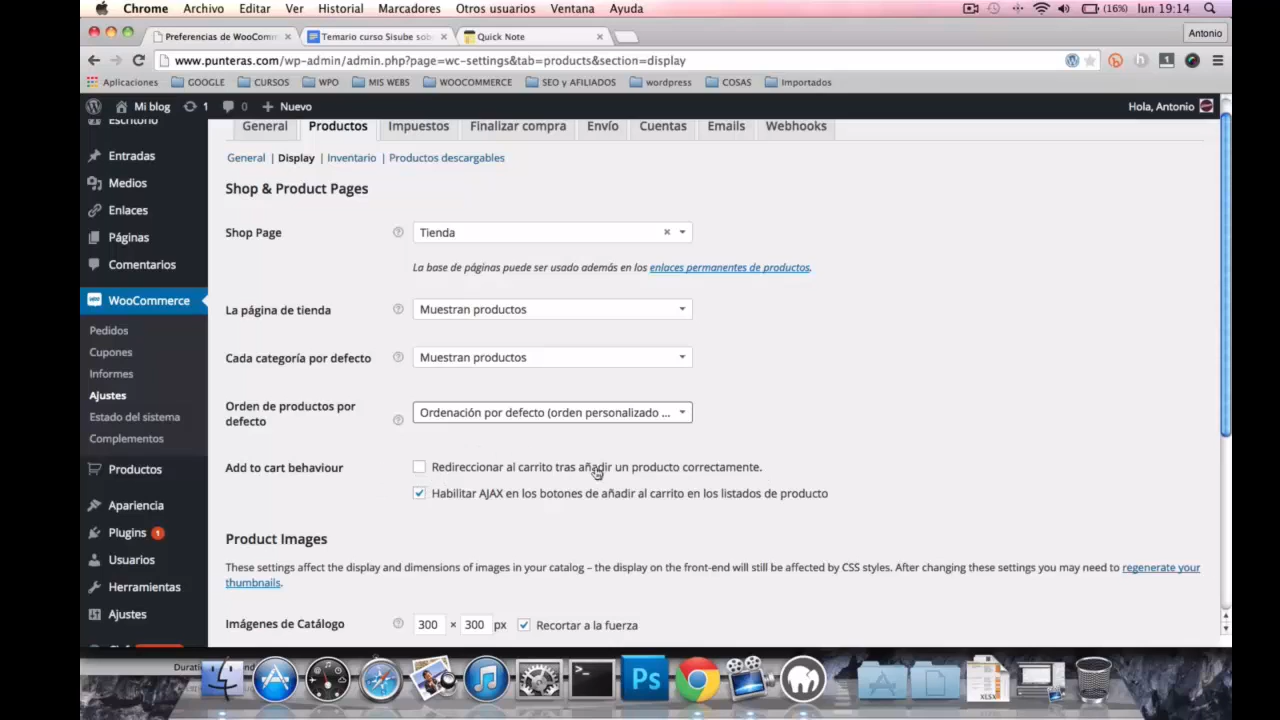 Chrome Archivo Editar Ver Historial Marcadores Otros usuarios Ventana Ayuda (16%) lun 19:14
Preferencias de WooComm Temario curso Sisube sob Quick Note Antonio
www.punteras.com/wp-admin/admin.php?page=wc-settings&tab=products&section=display
Aplicaciones GOOGLE CURSOS WPO MIS WEBS WOOCOMMERCE SEO y AFILIADOS wordpress COSAS Importados
Mi blog 1 0 + Nuevo Hola, Antonio
Escritorio
General Productos Impuestos Finalizar compra Envío Cuentas Emails Webhooks
Entradas
General | Display | Inventario | Productos descargables
Medios
Shop & Product Pages
Enlaces
Shop Page Tienda
Páginas
Comentarios
La base de páginas puede ser usado además en los enlaces permanentes de productos.
WooCommerce
La página de tienda Muestran productos
Pedidos
Cupones
Cada categoría por defecto Muestran productos
Informes
Ajustes
Orden de productos por defecto Ordenación por defecto (orden personalizado ...
Estado del sistema
Complementos
Productos
Add to cart behaviour Redireccionar al carrito tras añadir un producto correctamente.
Habilitar AJAX en los botones de añadir al carrito en los listados de producto
Apariencia
Plugins 1
Product Images
Usuarios
These settings affect the display and dimensions of images in your catalog – the display on the front-end will still be affected by CSS styles. After changing these settings you may need to regenerate your
thumbnails.
Herramientas
Ajustes
Imágenes de Catálogo 300 × 300 px Recortar a la fuerza
Ps
XLSX